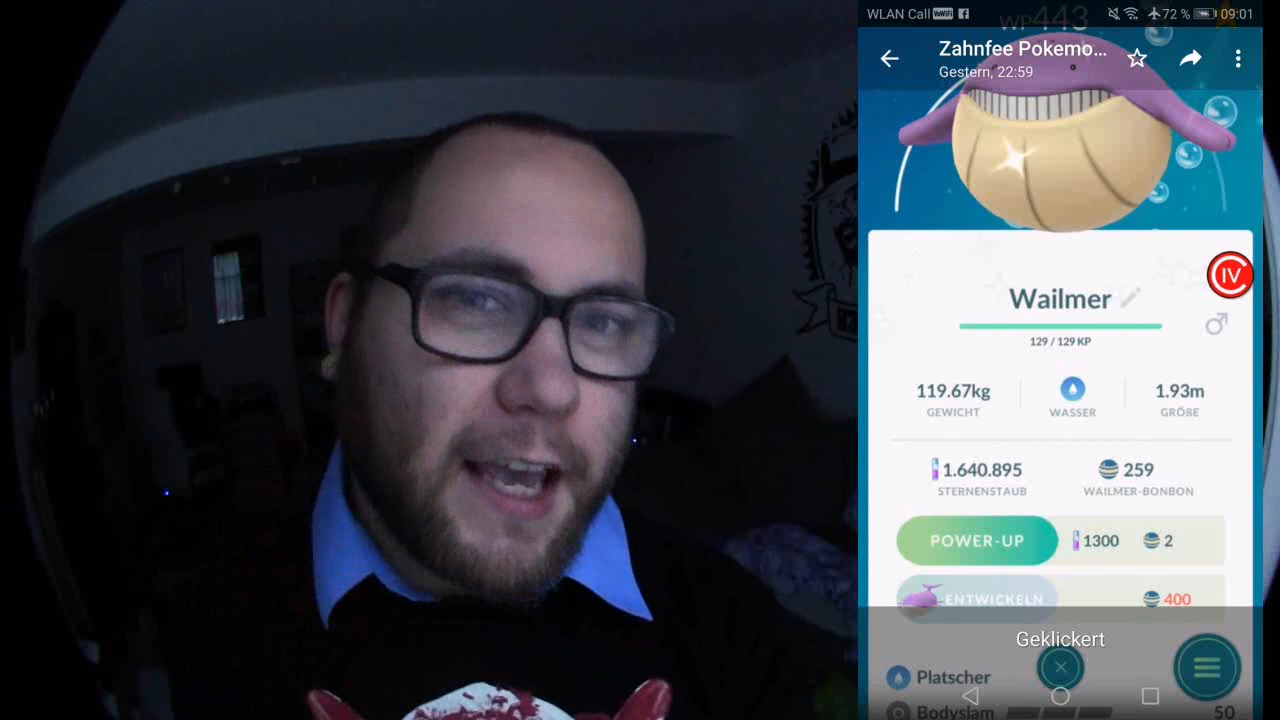 WLAN Call VoWiFi 72 % 09:01
WP443
Zahnfee Pokemo...
Gestern, 22:59
IV
Wailmer
129 / 129 KP
119.67kg
GEWICHT
WASSER
1.93m
GRÖßE
1.640.895
STERNENSTAUB
259
WAILMER-BONBON
POWER-UP
1300
2
ENTWICKELN
400
Geklickert
Platscher
Bodyslam
50